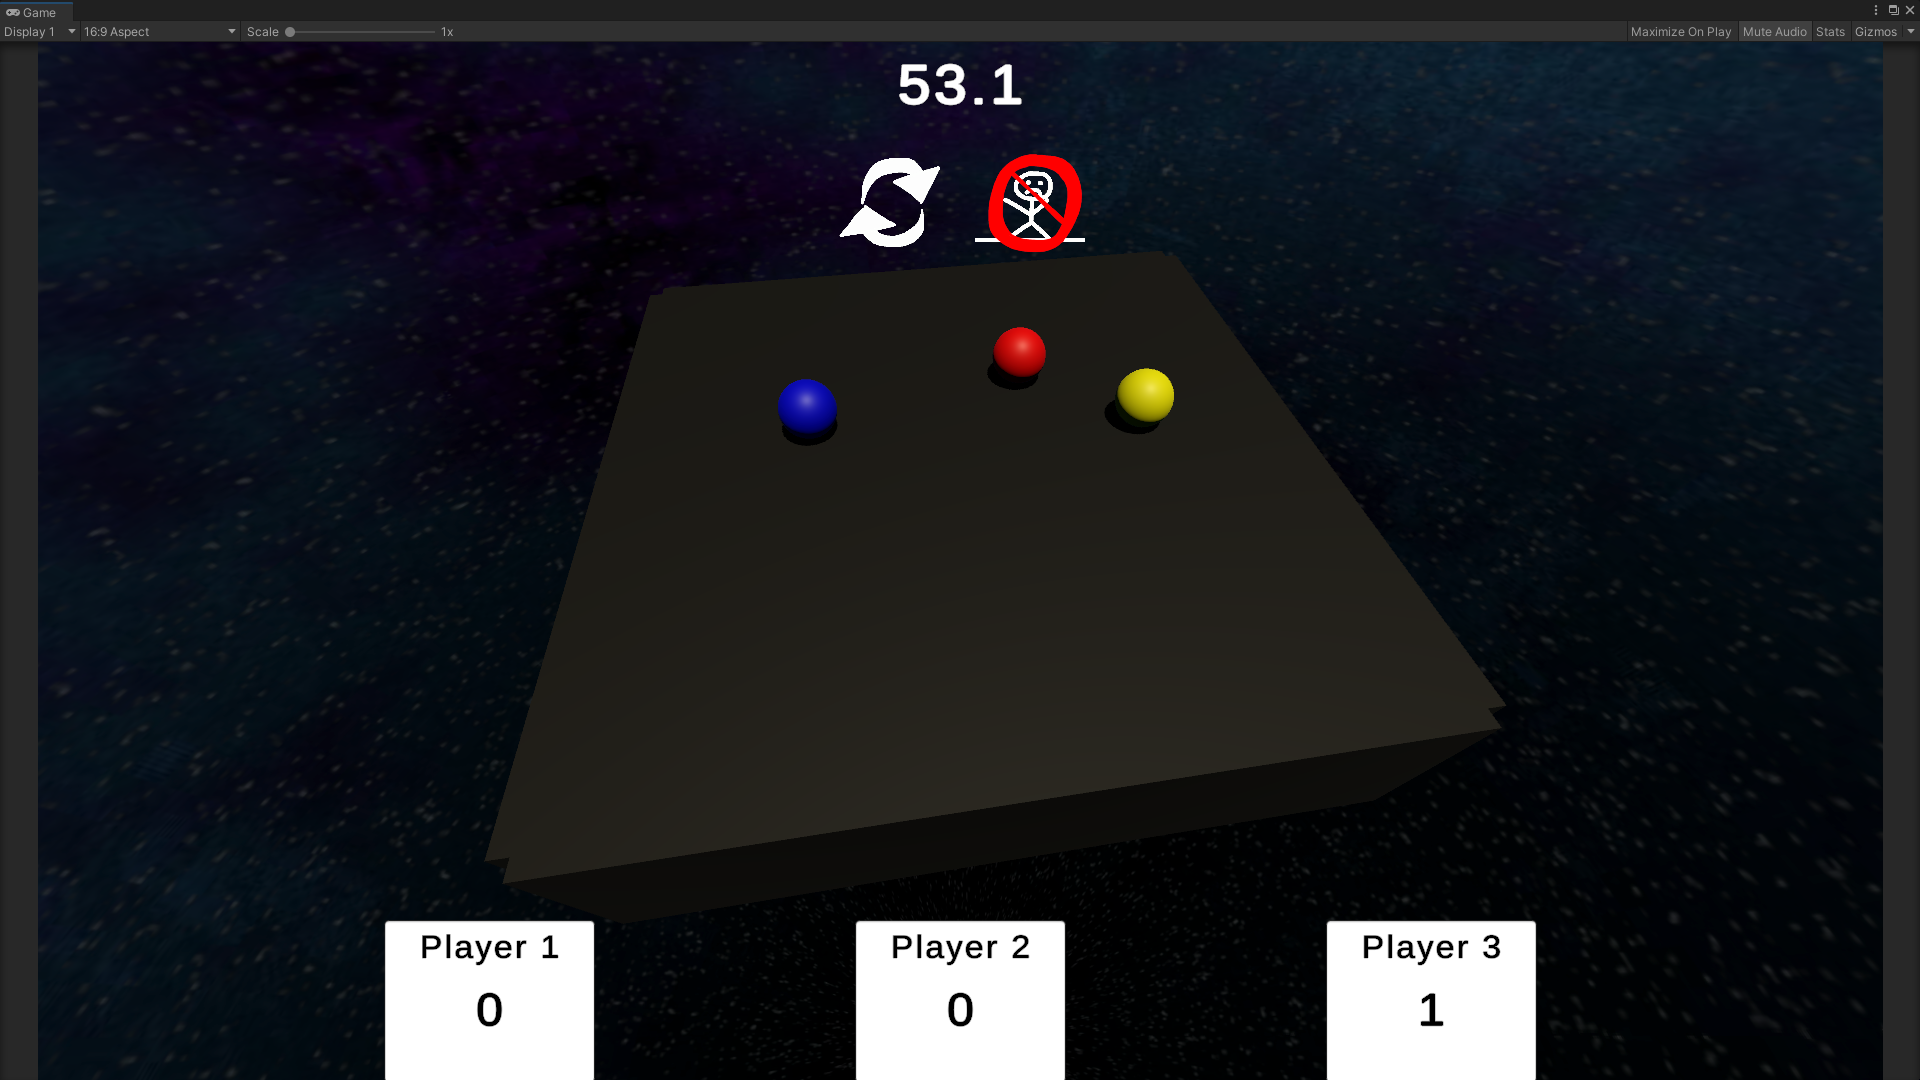 Game
Display 1
16:9 Aspect
Scale
1x
Maximize On Play
Mute Audio
Stats
Gizmos
53.1
Player 1
0
Player 2
0
Player 3
1